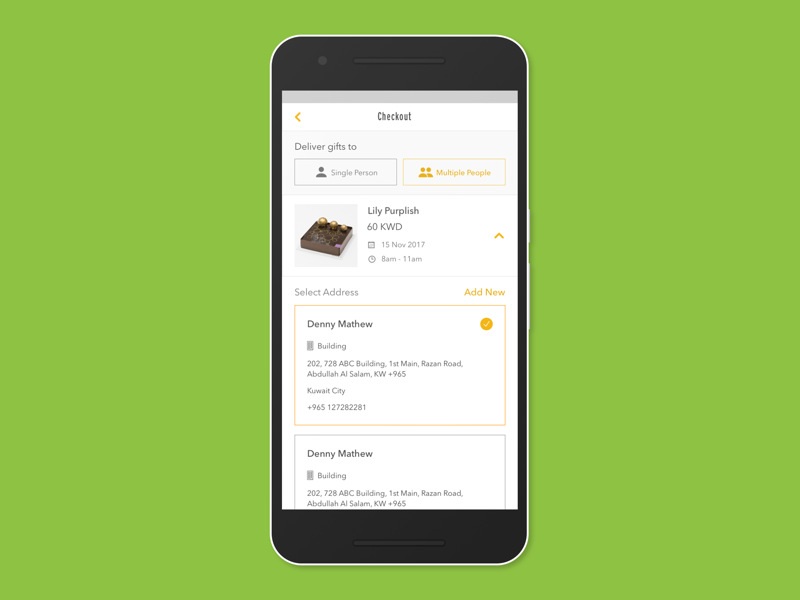 Checkout
Deliver gifts to
Single Person
Multiple People
Lily Purplish
60 KWD
15 Nov 2017
8am - 11am
Select Address
Add New
Denny Mathew
Building
202, 728 ABC Building, 1st Main, Razan Road,
Abdullah Al Salam, KW +965
Kuwait City
+965 127282281
Denny Mathew
Building
202, 728 ABC Building, 1st Main, Razan Road,
Abdullah Al Salam, KW +965